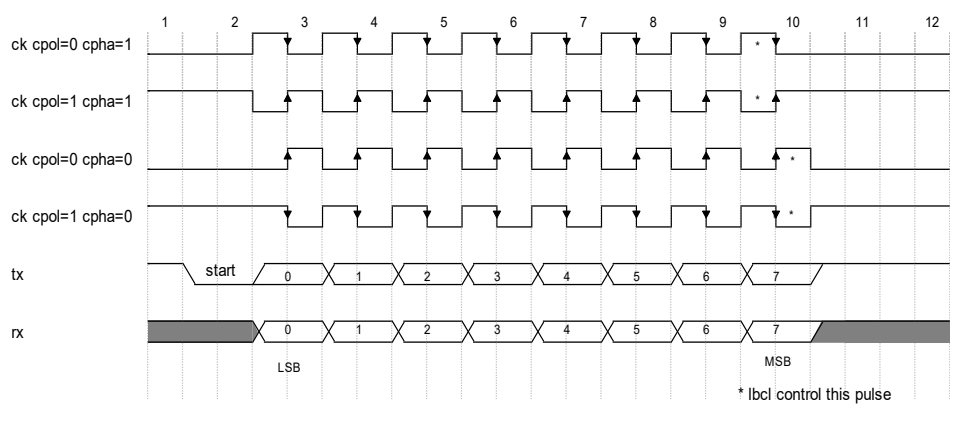 1 2 3 4 5 6 7 8 9 10 11 12
ck cpol=0 cpha=1 *
ck cpol=1 cpha=1 *
ck cpol=0 cpha=0 *
ck cpol=1 cpha=0 *
tx start 0 1 2 3 4 5 6 7
rx 0 1 2 3 4 5 6 7
LSB MSB
* lbcl control this pulse